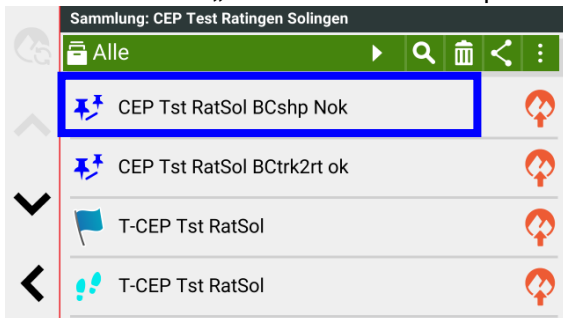 Sammlung: CEP Test Ratingen Solingen
Alle
CEP Tst RatSol BCshp Nok
CEP Tst RatSol BCtrk2rt ok
T-CEP Tst RatSol
T-CEP Tst RatSol